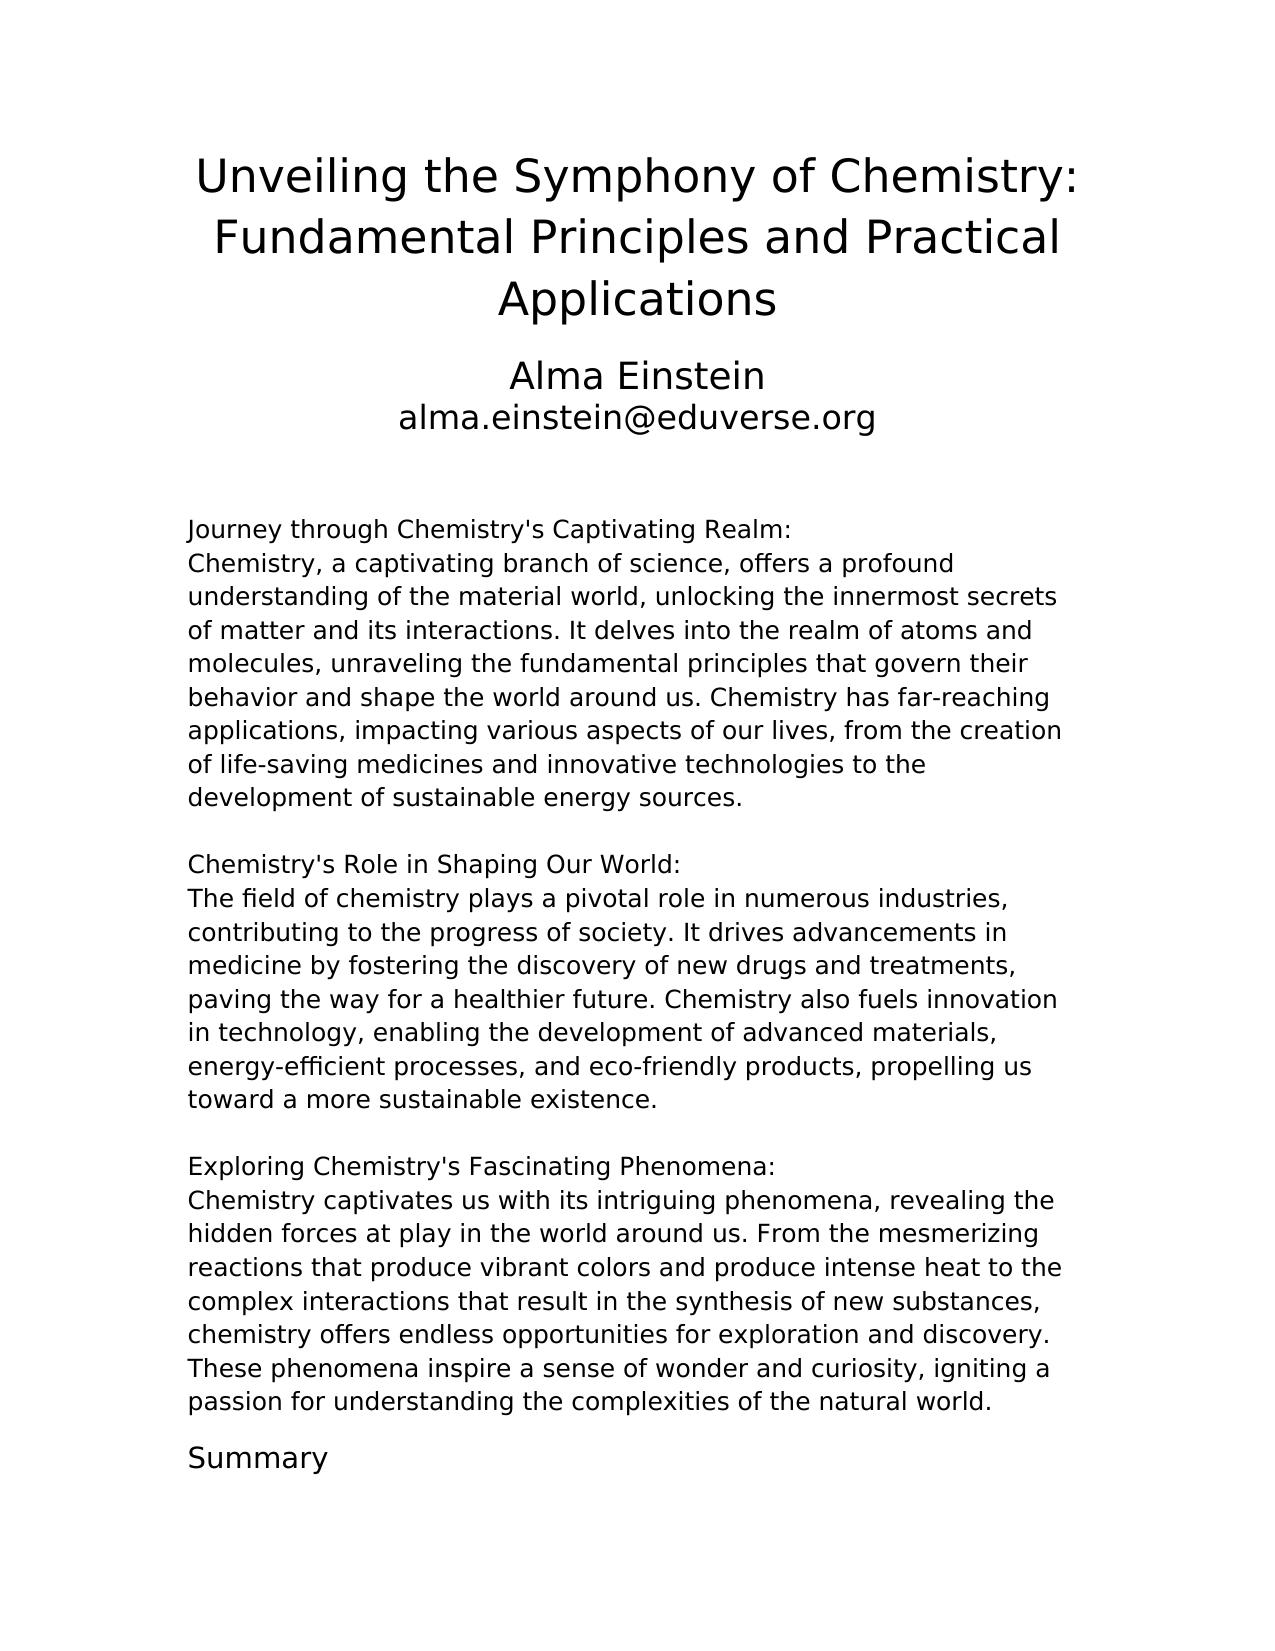 Unveiling the Symphony of Chemistry:
Fundamental Principles and Practical
Applications
Alma Einstein
alma.einstein@eduverse.org
Journey through Chemistry's Captivating Realm:
Chemistry, a captivating branch of science, offers a profound
understanding of the material world, unlocking the innermost secrets
of matter and its interactions. It delves into the realm of atoms and
molecules, unraveling the fundamental principles that govern their
behavior and shape the world around us. Chemistry has far-reaching
applications, impacting various aspects of our lives, from the creation
of life-saving medicines and innovative technologies to the
development of sustainable energy sources.
Chemistry's Role in Shaping Our World:
The field of chemistry plays a pivotal role in numerous industries,
contributing to the progress of society. It drives advancements in
medicine by fostering the discovery of new drugs and treatments,
paving the way for a healthier future. Chemistry also fuels innovation
in technology, enabling the development of advanced materials,
energy-efficient processes, and eco-friendly products, propelling us
toward a more sustainable existence.
Exploring Chemistry's Fascinating Phenomena:
Chemistry captivates us with its intriguing phenomena, revealing the
hidden forces at play in the world around us. From the mesmerizing
reactions that produce vibrant colors and produce intense heat to the
complex interactions that result in the synthesis of new substances,
chemistry offers endless opportunities for exploration and discovery.
These phenomena inspire a sense of wonder and curiosity, igniting a
passion for understanding the complexities of the natural world.
Summary